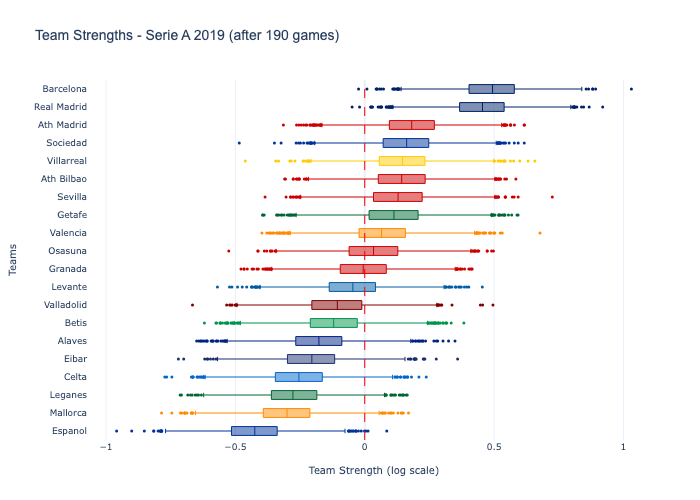 Team Strengths - Serie A 2019 (after 190 games)
Barcelona
Real Madrid
Ath Madrid
Sociedad
Villarreal
Ath Bilbao
Sevilla
Getafe
Valencia
Osasuna
Granada
Levante
Valladolid
Betis
Alaves
Eibar
Celta
Leganes
Mallorca
Espanol
Teams
−1 −0.5 0 0.5 1
Team Strength (log scale)